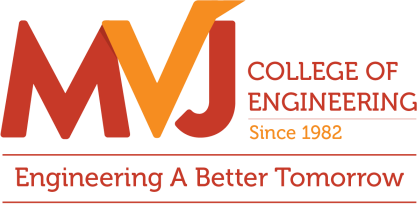 MVJ
COLLEGE OF
ENGINEERING
Since 1982
Engineering A Better Tomorrow